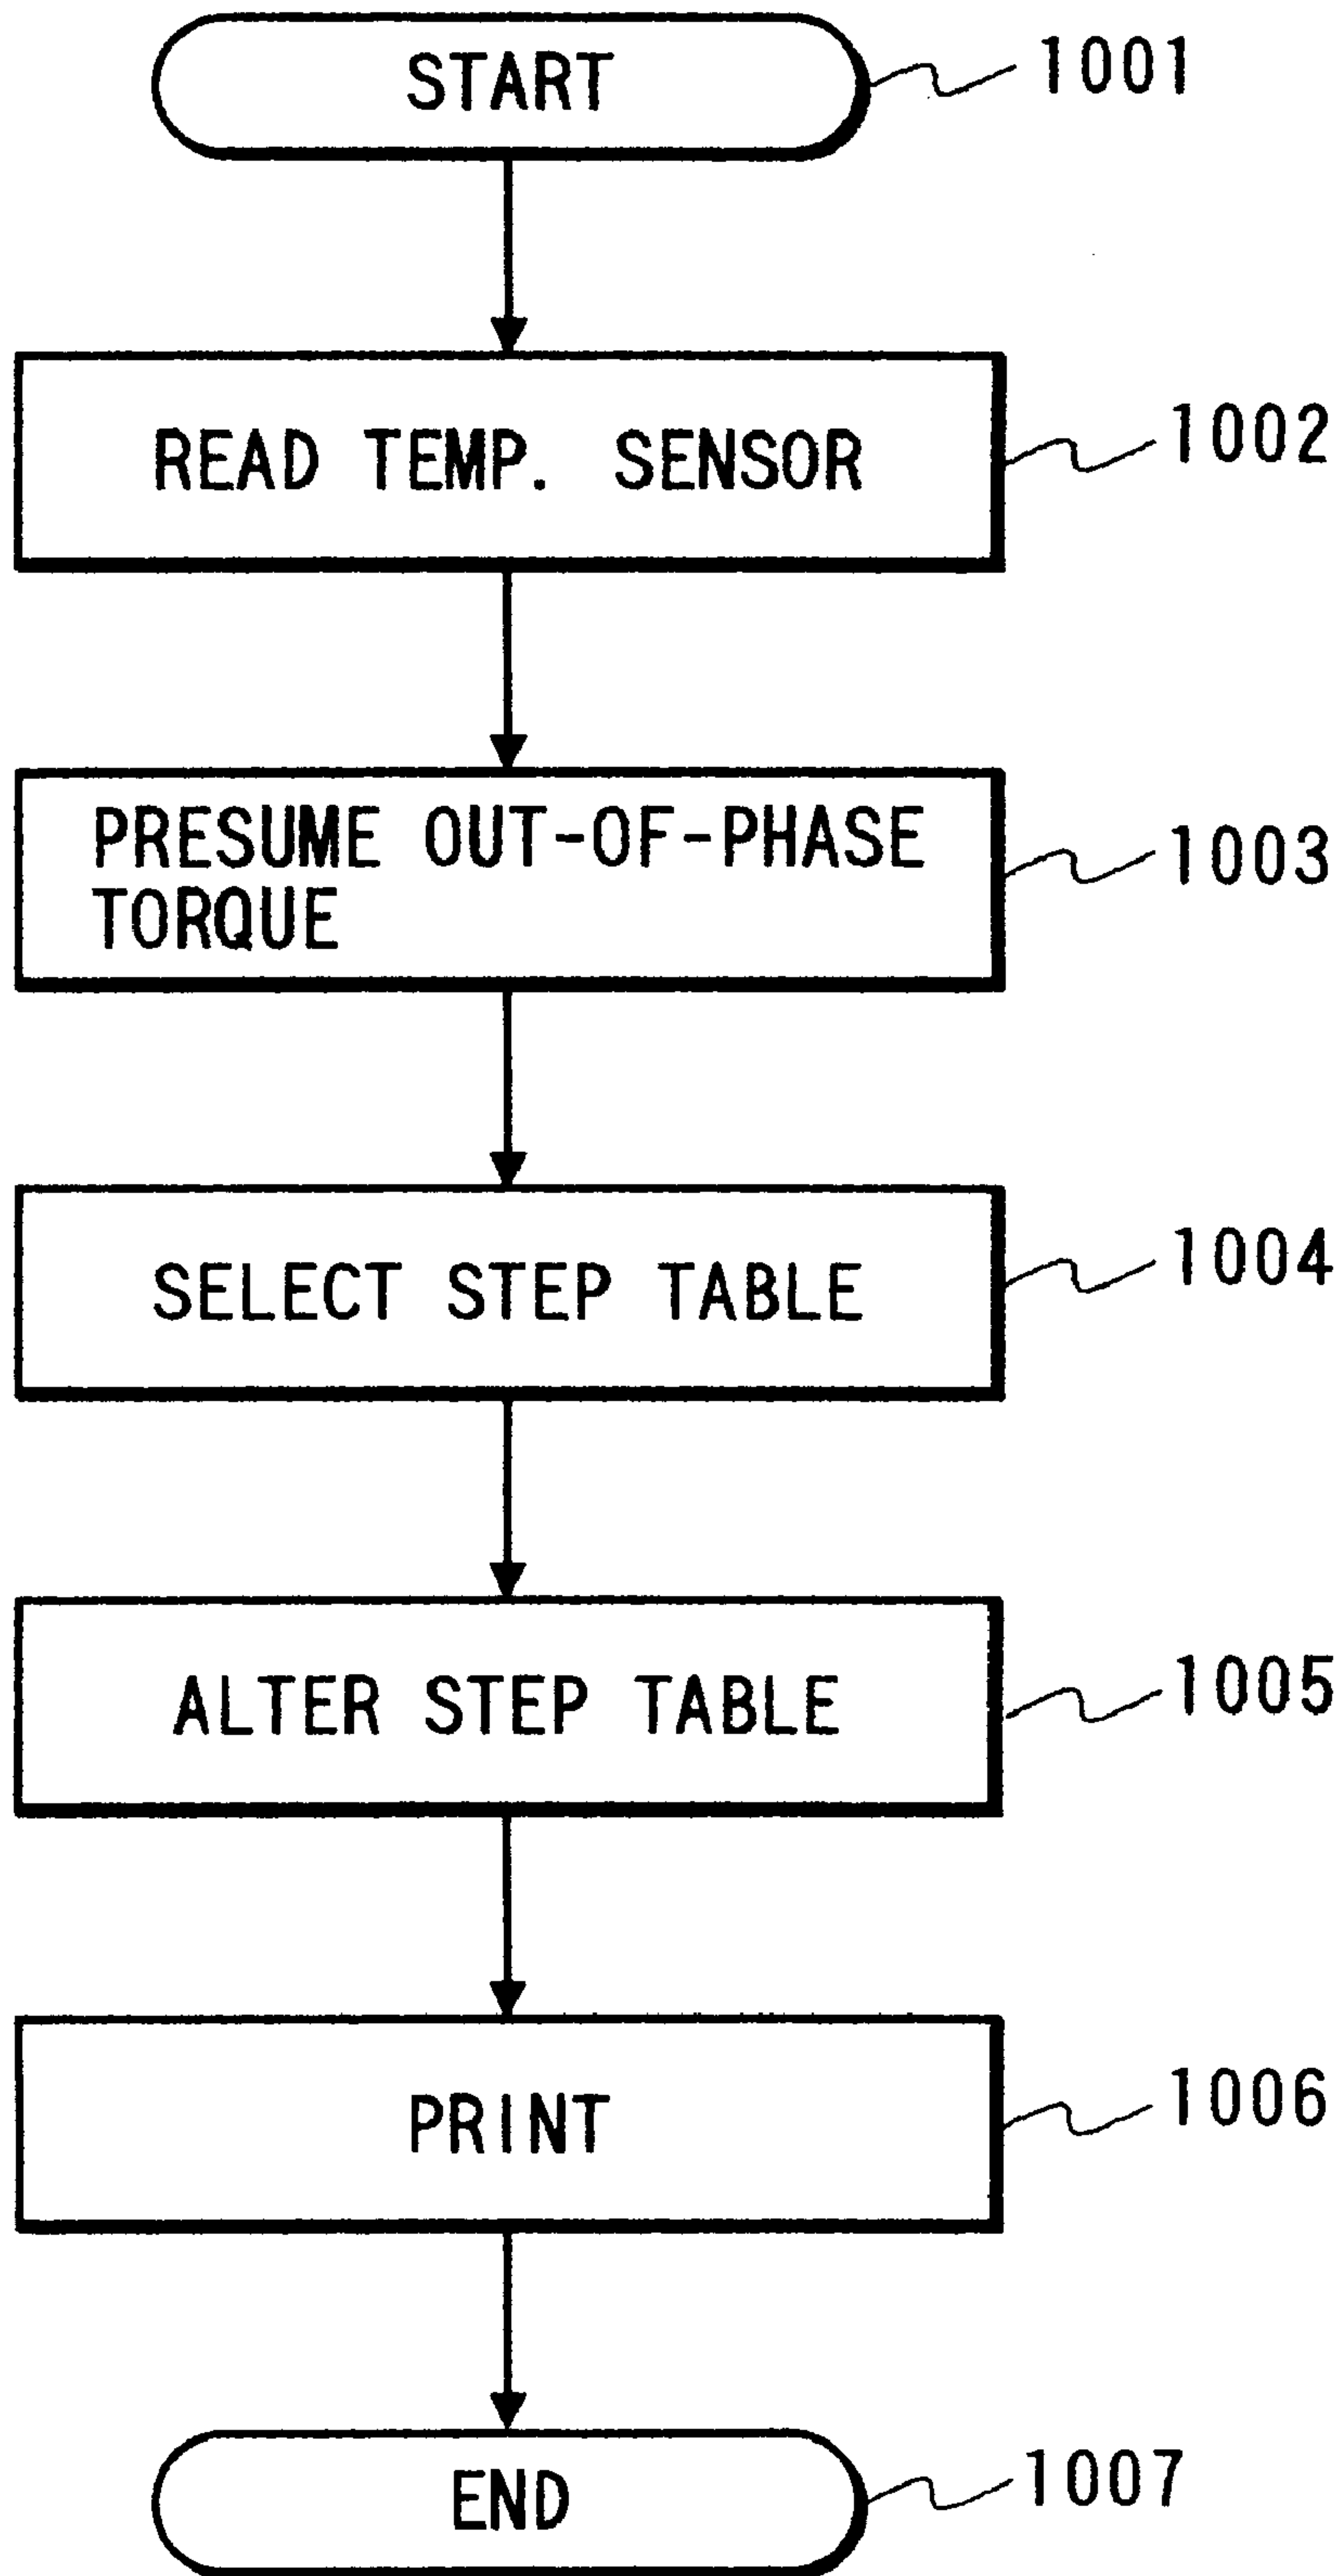 START
1001
READ TEMP. SENSOR
1002
PRESUME OUT-OF-PHASE
TORQUE
1003
SELECT STEP TABLE
1004
ALTER STEP TABLE
1005
PRINT
1006
END
1007